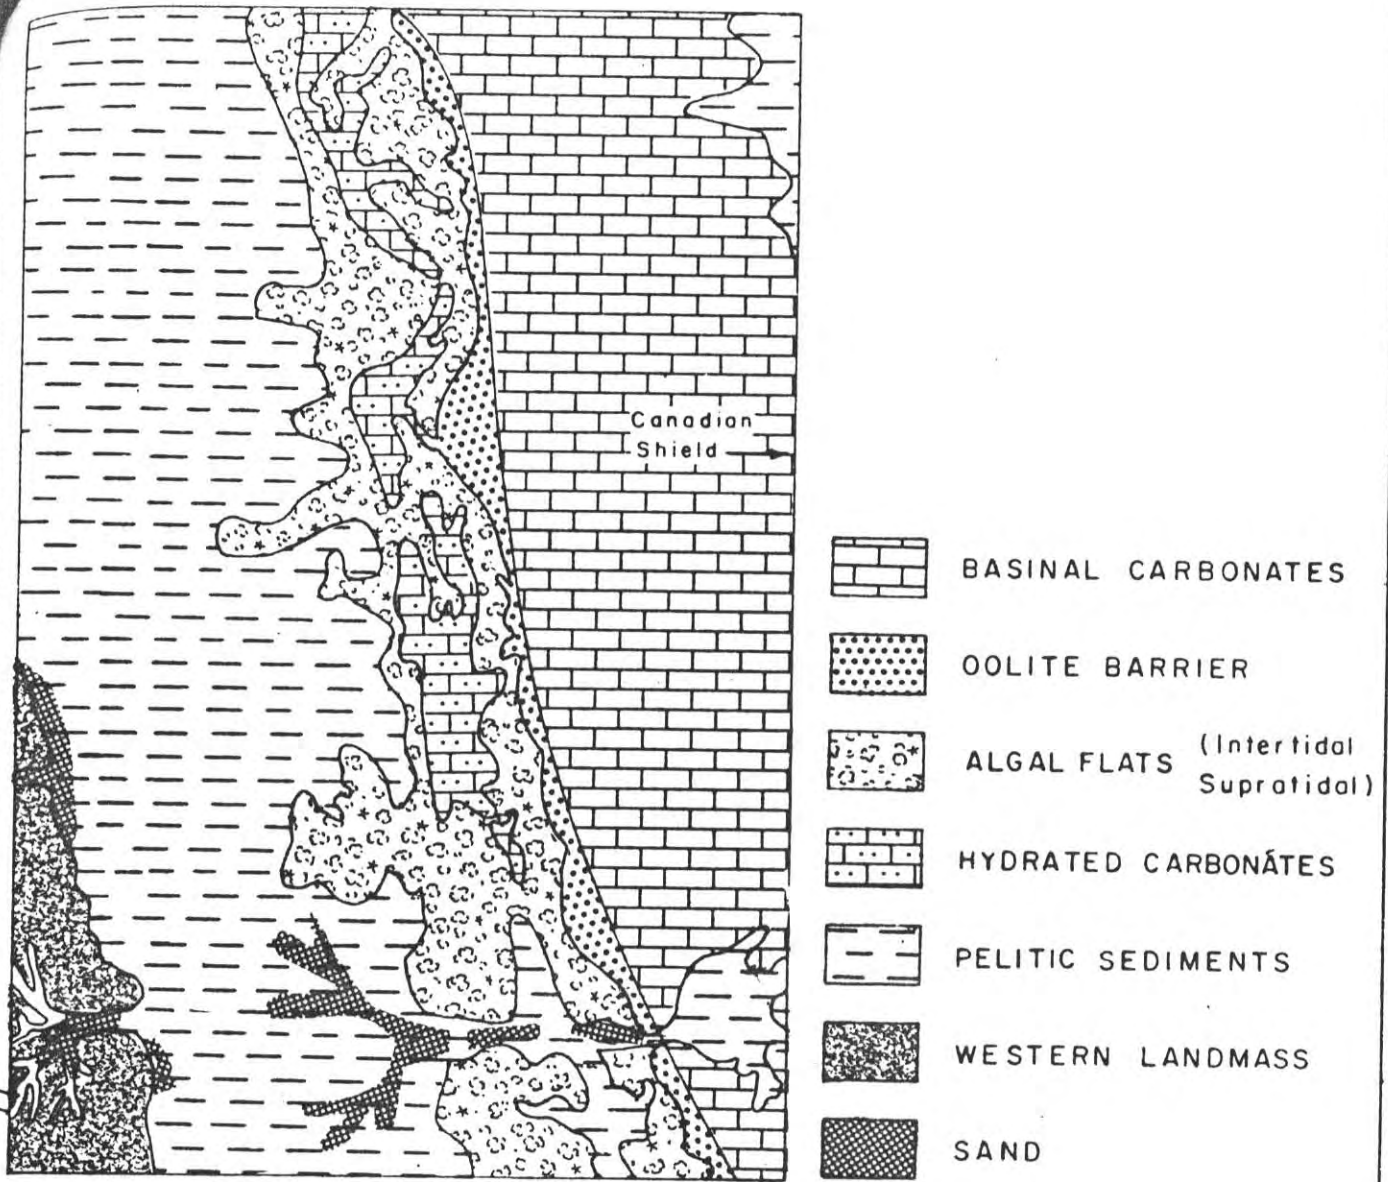 Canadian
Shield
BASINAL CARBONATES
OOLITE BARRIER
ALGAL FLATS (Intertidal
Supratidal)
HYDRATED CARBONÁTES
PELITIC SEDIMENTS
WESTERN LANDMASS
SAND